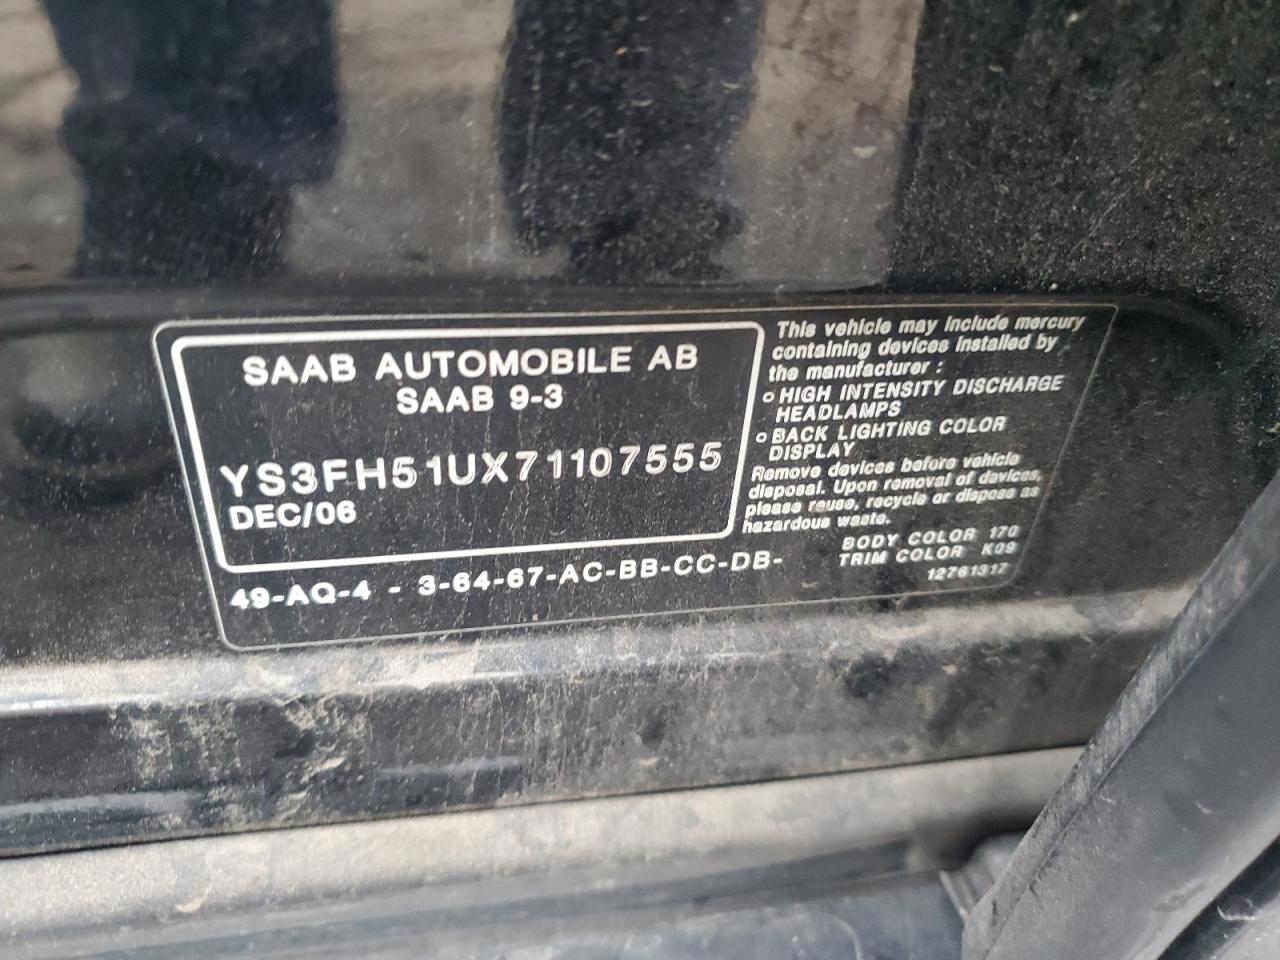 SAAB AUTOMOBILE AB
SAAB 9-3
YS3FH51UX71107555
DEC/06
49-AQ-4 - 3-64-67-AC-BB-CC-DB-
This vehicle may include mercury
containing devices installed by
the manufacturer :
o HIGH INTENSITY DISCHARGE
HEADLAMPS
o BACK LIGHTING COLOR
DISPLAY
Remove devices before vehicle
disposal. Upon removal of devices,
please reuse, recycle or dispose as
hazardous waste.
BODY COLOR 170
TRIM COLOR K09
12761317